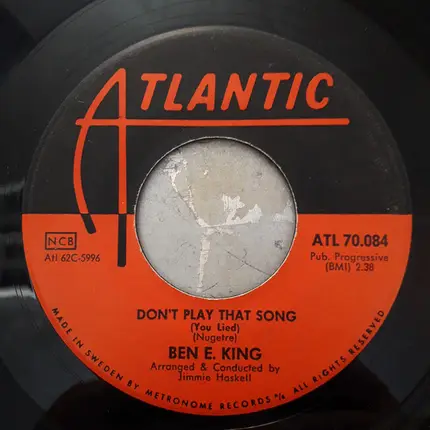 ATLANTIC
NCB
Atl 62C-5996
ATL 70.084
Pub. Progressive
(BMI) 2.38
DON'T PLAY THAT SONG
(You Lied)
(Nugetre)
BEN E. KING
Arranged & Conducted by
Jimmie Haskell
MADE IN SWEDEN BY METRONOME RECORDS A/B ALL RIGHTS RESERVED